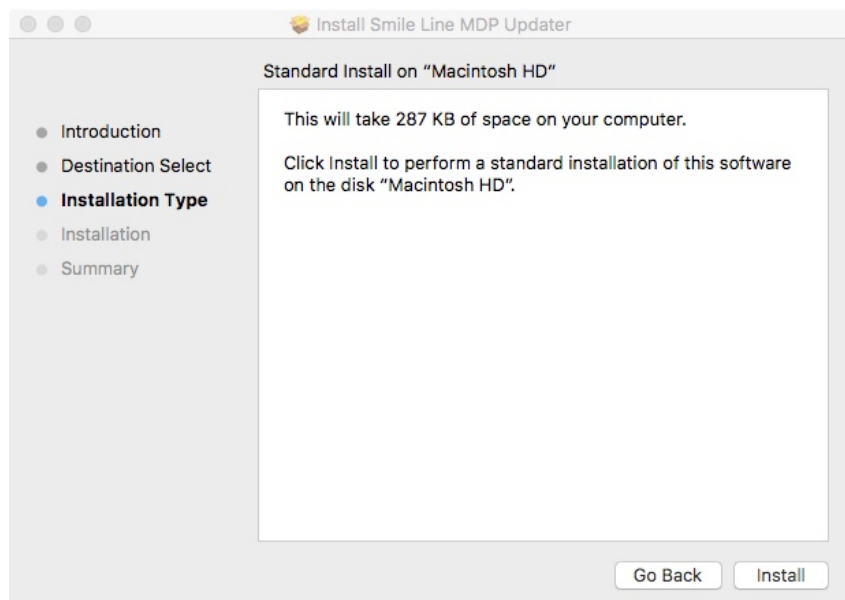 Install Smile Line MDP Updater
Standard Install on “Macintosh HD”
Introduction
Destination Select
Installation Type
Installation
Summary
This will take 287 KB of space on your computer.
Click Install to perform a standard installation of this software
on the disk “Macintosh HD”.
Go Back
Install